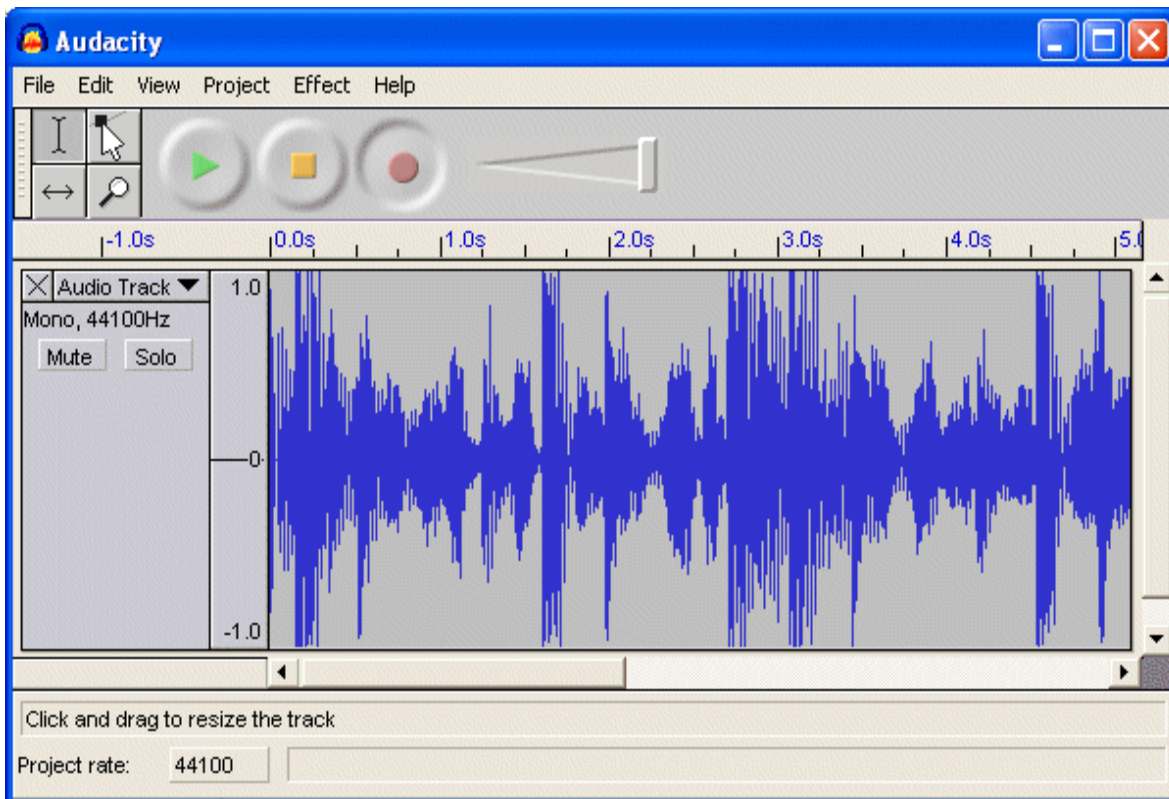 Audacity
File Edit View Project Effect Help
-1.0s 0.0s 1.0s 2.0s 3.0s 4.0s 5.0
Audio Track 1.0
Mono, 44100Hz
Mute Solo
0
-1.0
Click and drag to resize the track
Project rate: 44100